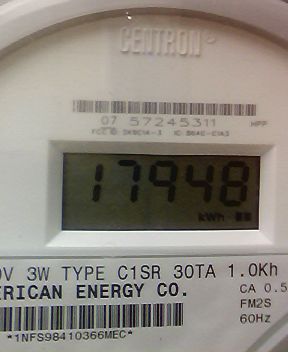 CENTRON
07 57245311 HPP
17948
kWh
V 3W TYPE C1SR 30TA 1.0Kh
ERICAN ENERGY CO.
CA 0.5
FM2S
60Hz
*1NFS98410366MEC*